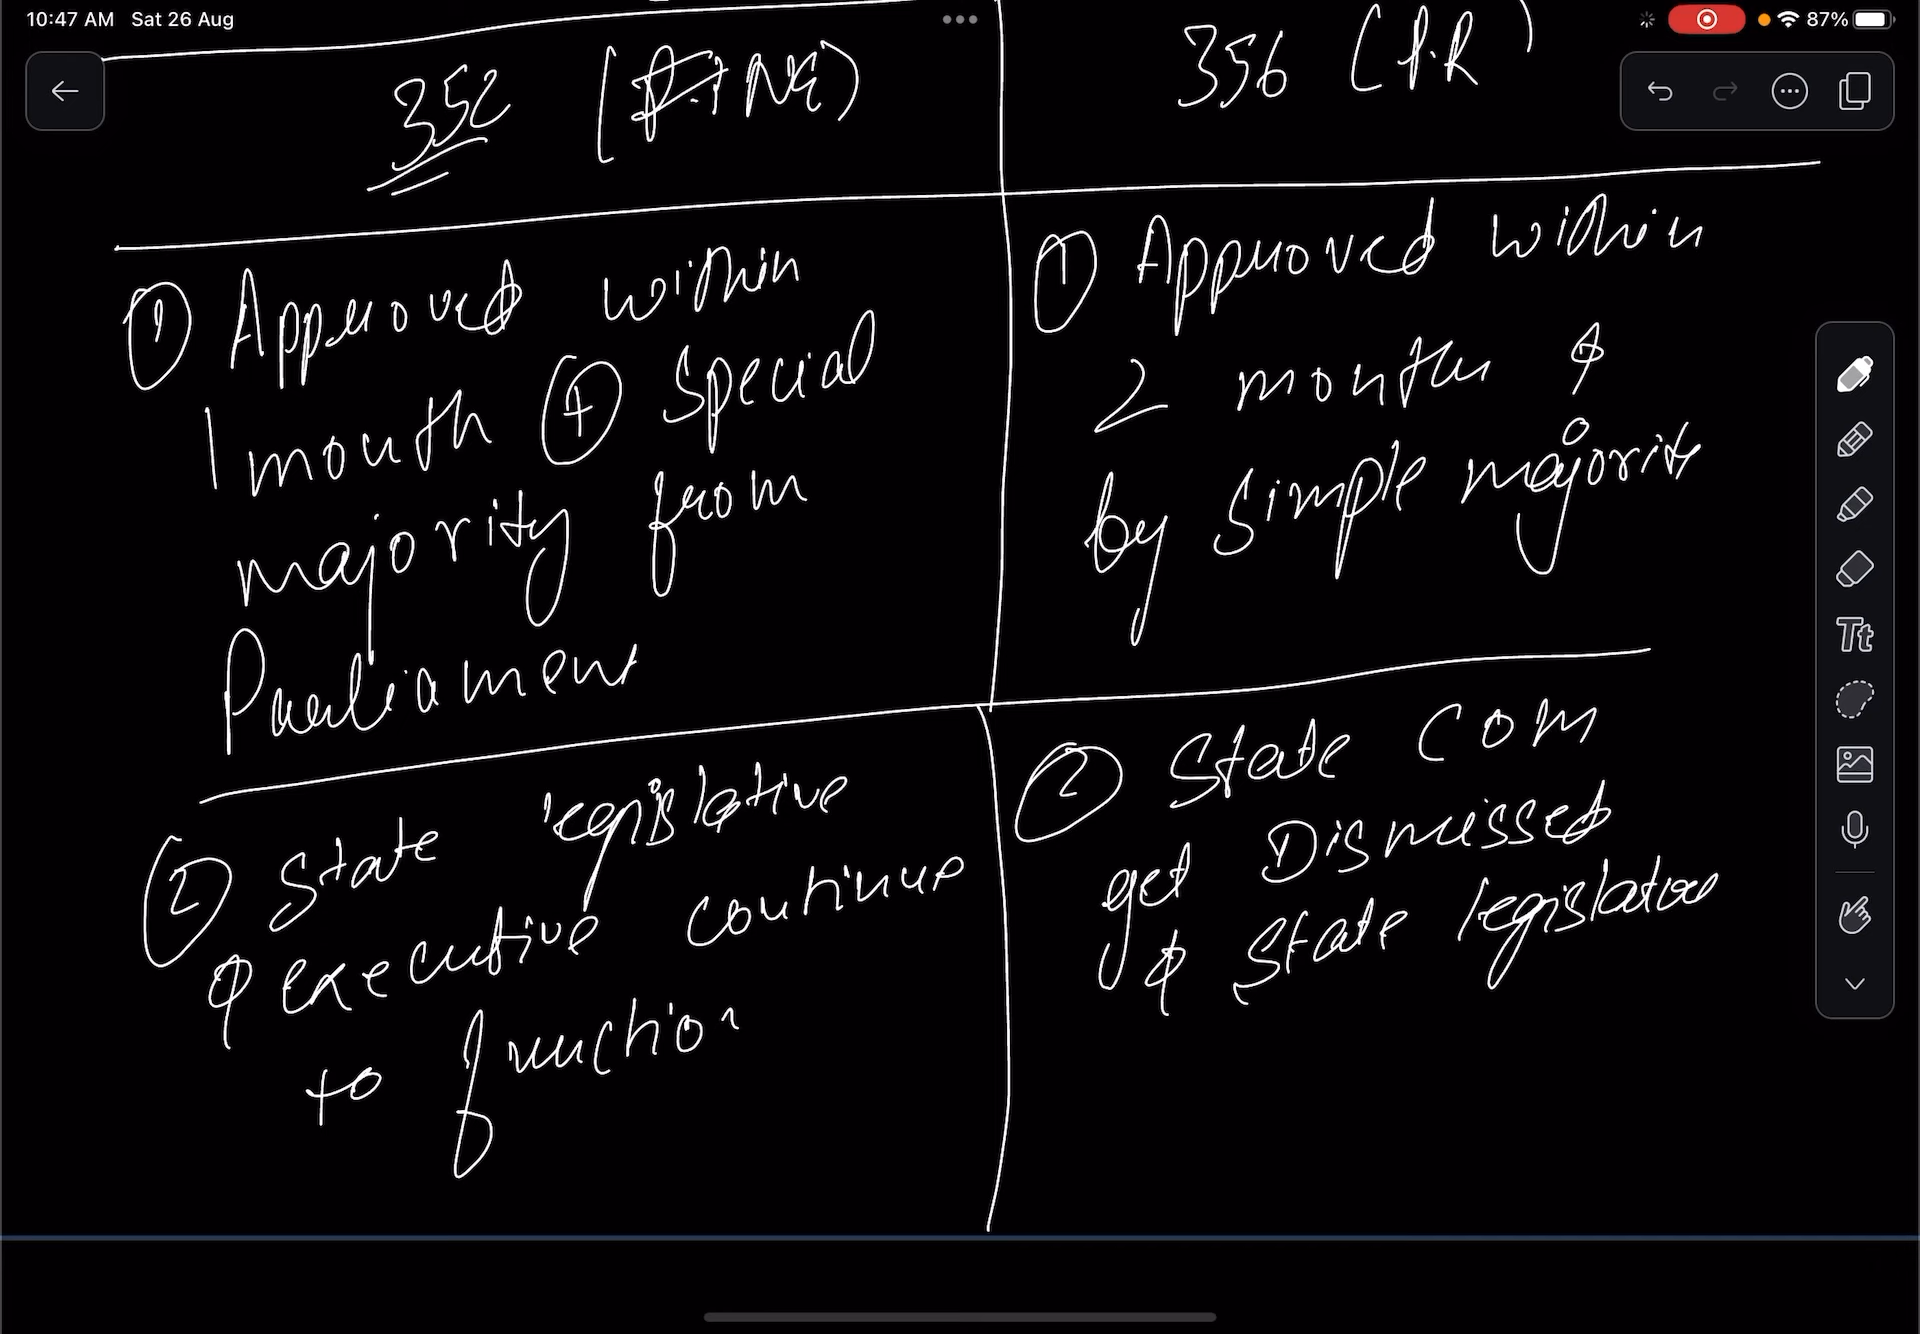 10:47 AM Sat 26 Aug
87%
352 (NE)
356 (P.R)
① Approved within
1 month + Special
majority from
Parliament
① Approved within
2 months &
by simple majority
② State legislative
& executive continue
to function
② State COM
get Dismissed
& State legislature
Tt